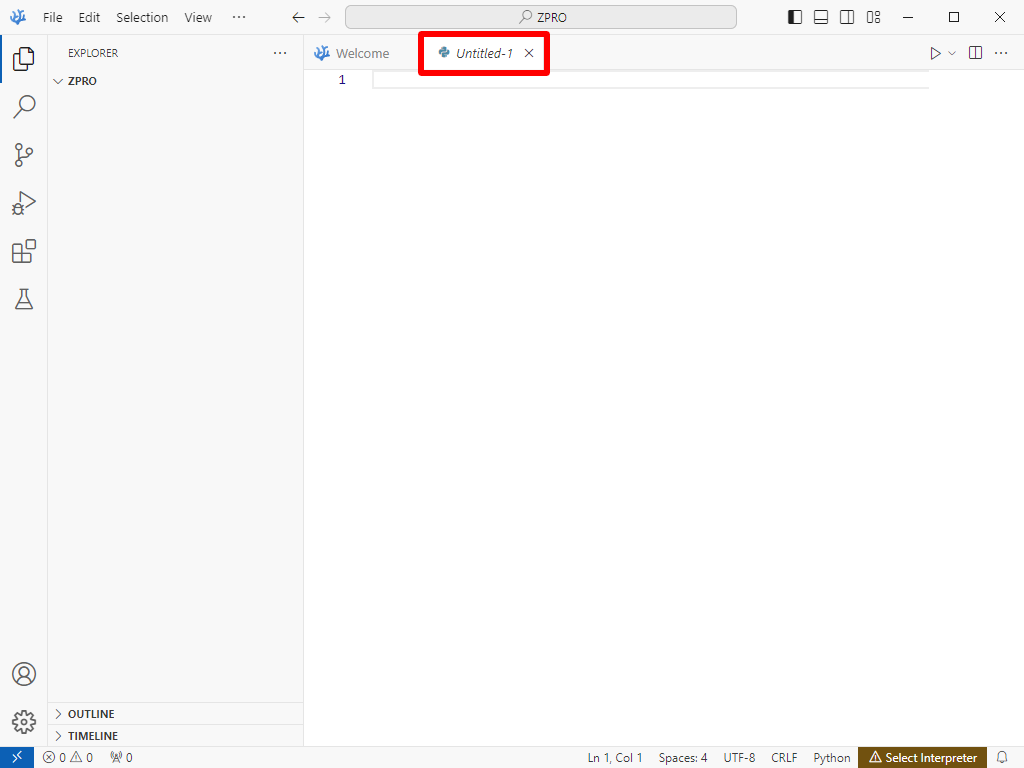 File Edit Selection View ··· ZPRO
EXPLORER ···
Welcome Untitled-1
ZPRO
1
OUTLINE
TIMELINE
0 0 0 Ln 1, Col 1 Spaces: 4 UTF-8 CRLF Python Select Interpreter